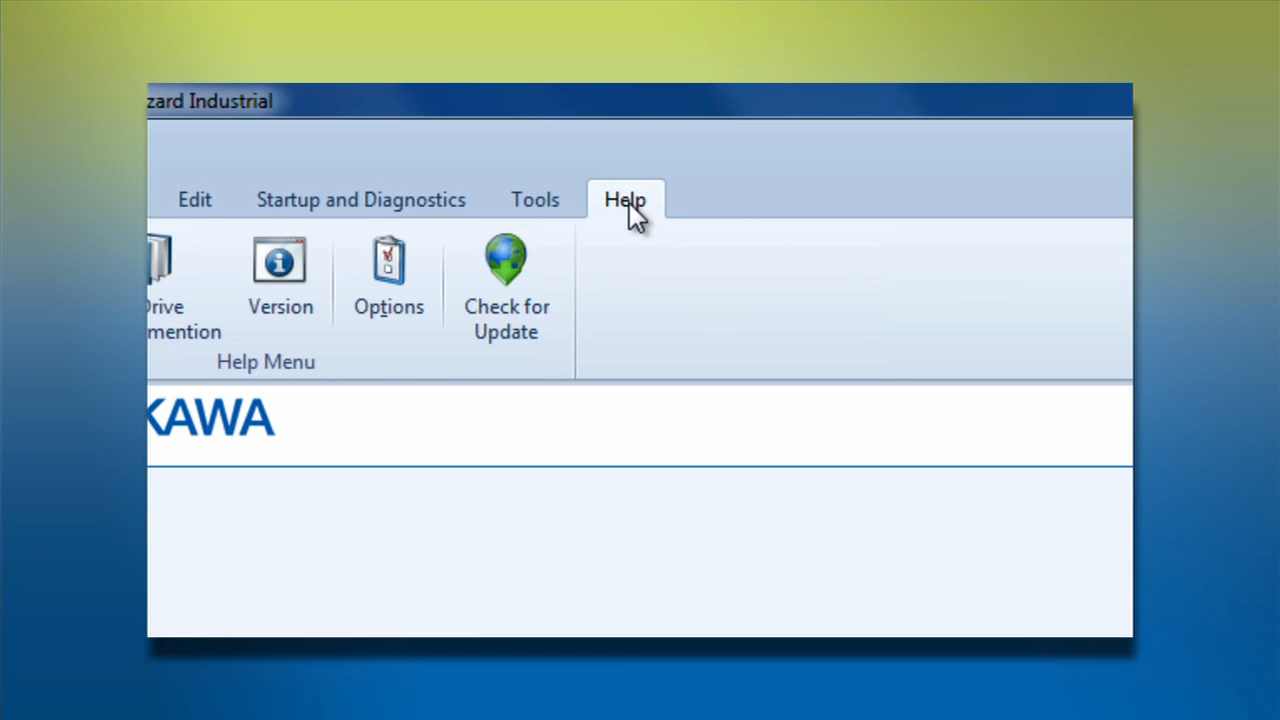 zard Industrial
Edit Startup and Diagnostics Tools Help
Drive Version Options Check for
mention Update
Help Menu
KAWA